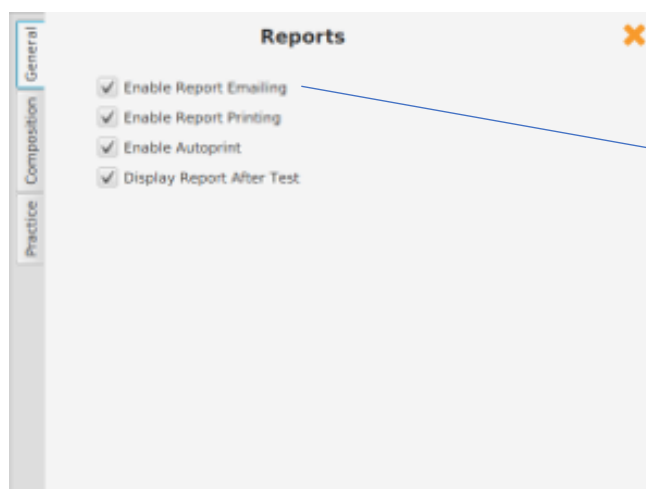 General
Composition
Practice
Reports
Enable Report Emailing
Enable Report Printing
Enable Autoprint
Display Report After Test